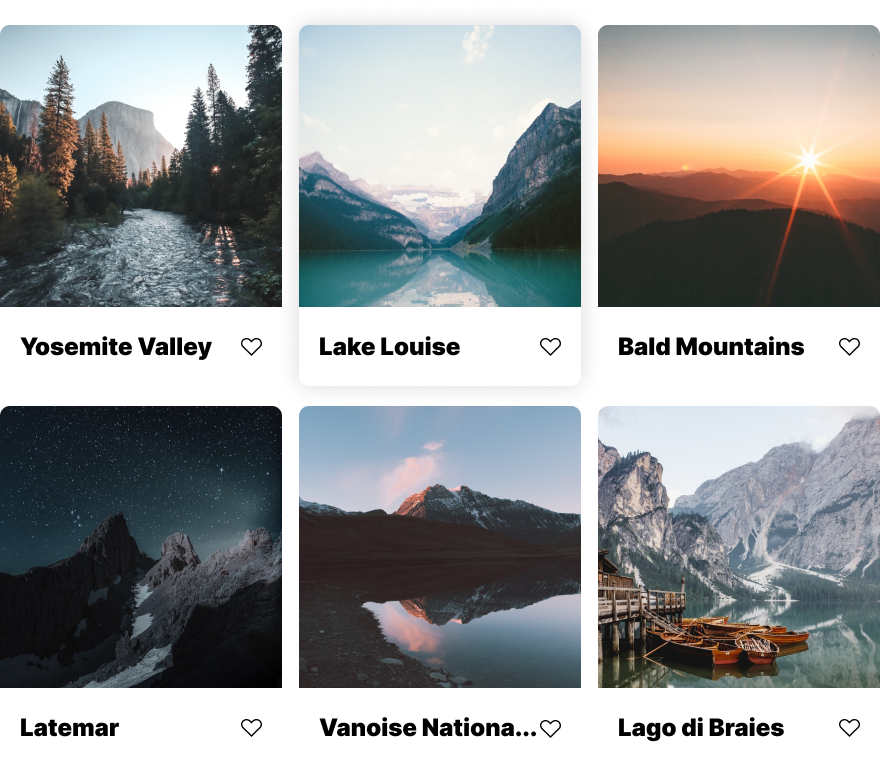 Yosemite Valley
Lake Louise
Bald Mountains
Latemar
Vanoise Nationa...
Lago di Braies